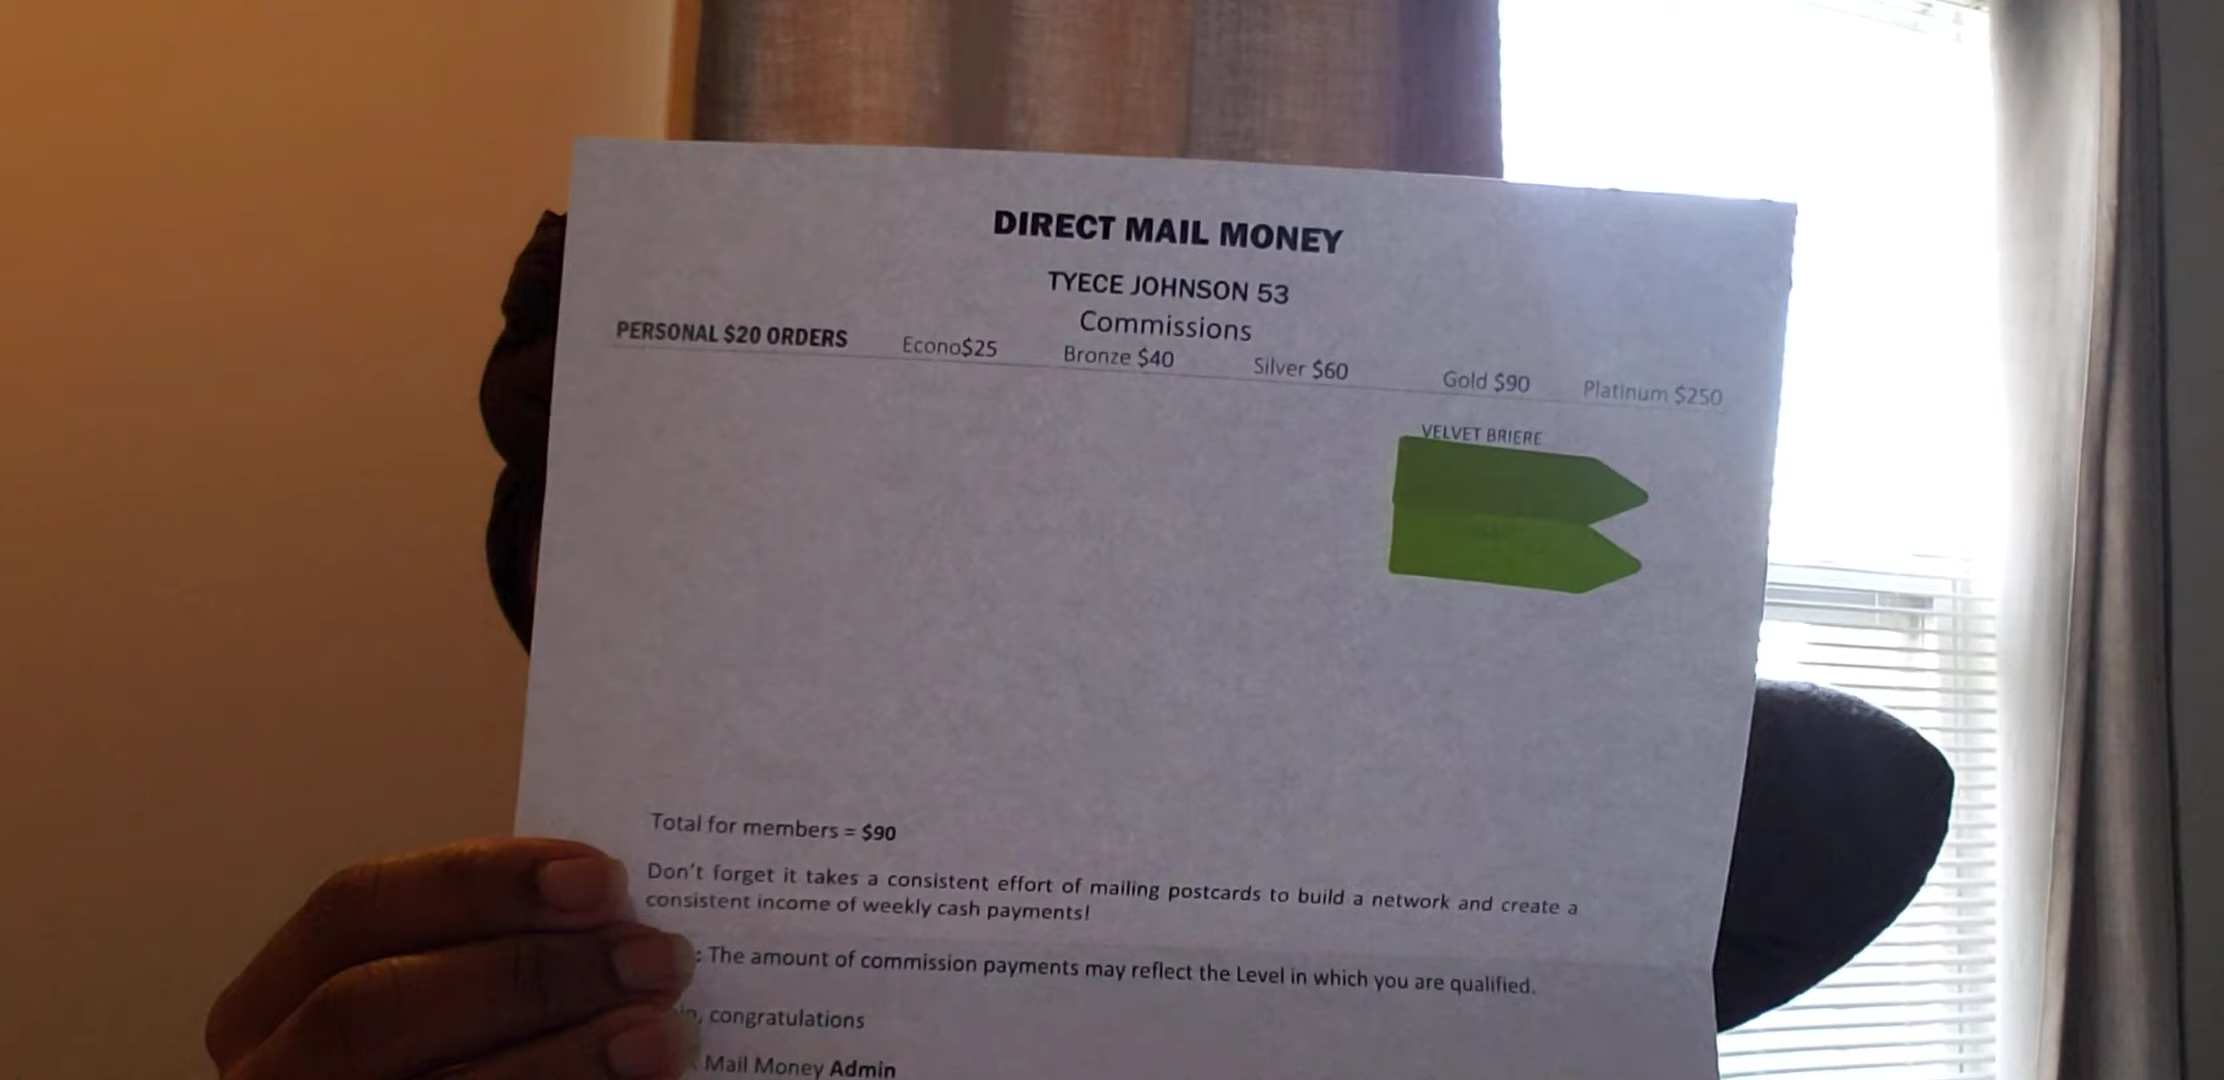 DIRECT MAIL MONEY
TYECE JOHNSON 53
Commissions
PERSONAL $20 ORDERS Econo$25 Bronze $40 Silver $60 Gold $90 Platinum $250
VELVET BRIERE
Total for members = $90
Don't forget it takes a consistent effort of mailing postcards to build a network and create a
consistent income of weekly cash payments!
: The amount of commission payments may reflect the Level in which you are qualified.
, congratulations
Mail Money Admin